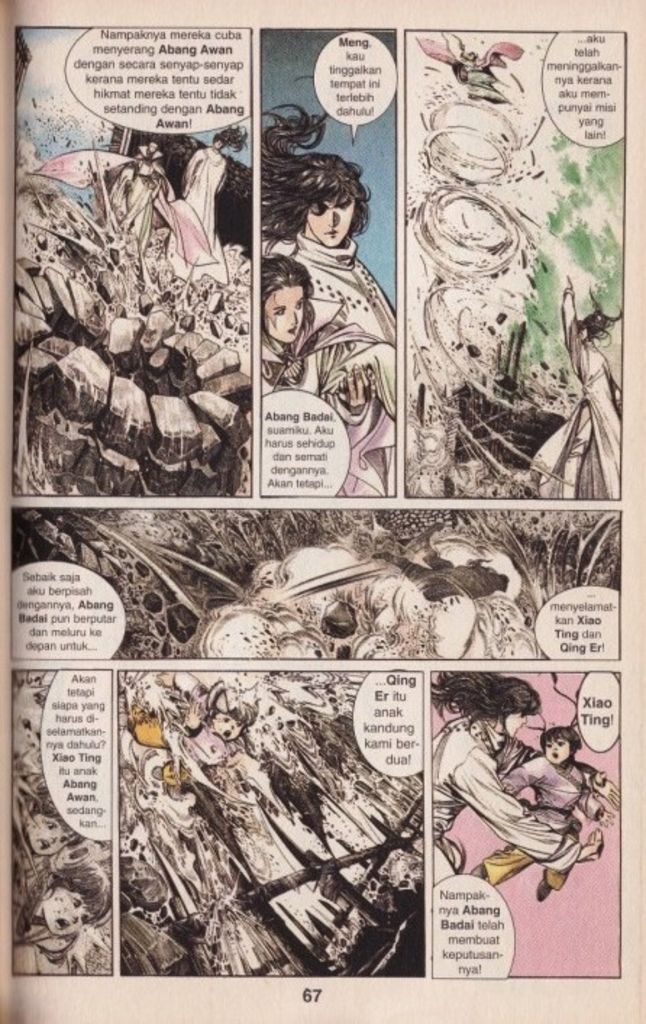 Nampaknya mereka cuba
menyerang Abang Awan
dengan secara senyap-senyap
kerana mereka tentu sedar
hikmat mereka tentu tidak
setanding dengan Abang
Awan!
Meng,
kau
tinggalkan
tempat ini
terlebih
dahulu!
Abang Badai,
suamiku. Aku
harus sehidup
dan semati
dengannya.
Akan tetapi...
...aku
telah
meninggalkan-
nya kerana
aku mem-
punyai misi
yang
lain!
Sebaik saja
aku berpisah
dengannya, Abang
Badai pun berputar
dan meluru ke
depan untuk...
...
menyelamat-
kan Xiao
Ting dan
Qing Er!
Akan
tetapi
siapa yang
harus di-
selamatkan-
nya dahulu?
Xiao Ting
itu anak
Abang
Awan,
sedang-
kan...
...Qing
Er itu
anak
kandung
kami ber-
dua!
Xiao
Ting!
Nampak-
nya Abang
Badai telah
membuat
keputusan-
nya!
67